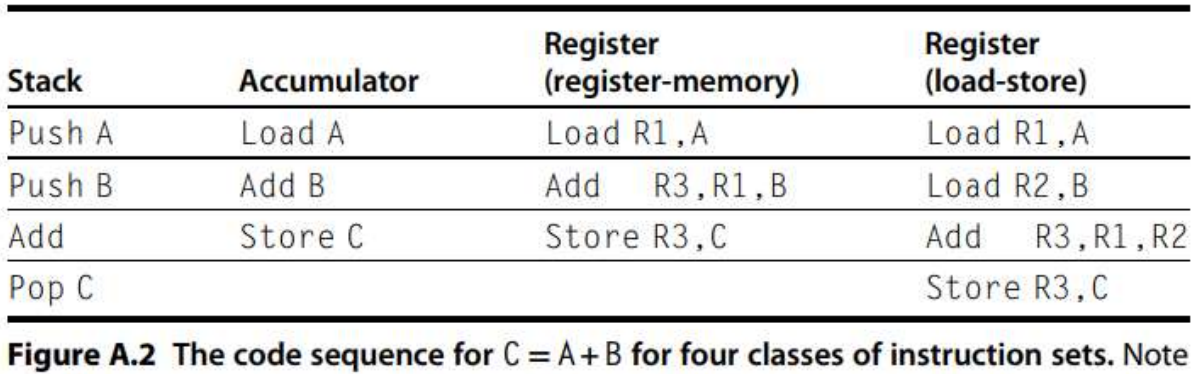 Stack Accumulator Register (register-memory) Register (load-store)
Push A Load A Load R1,A Load R1,A
Push B Add B Add R3,R1,B Load R2,B
Add Store C Store R3,C Add R3,R1,R2
Pop C Store R3,C
Figure A.2 The code sequence for C = A + B for four classes of instruction sets. Note